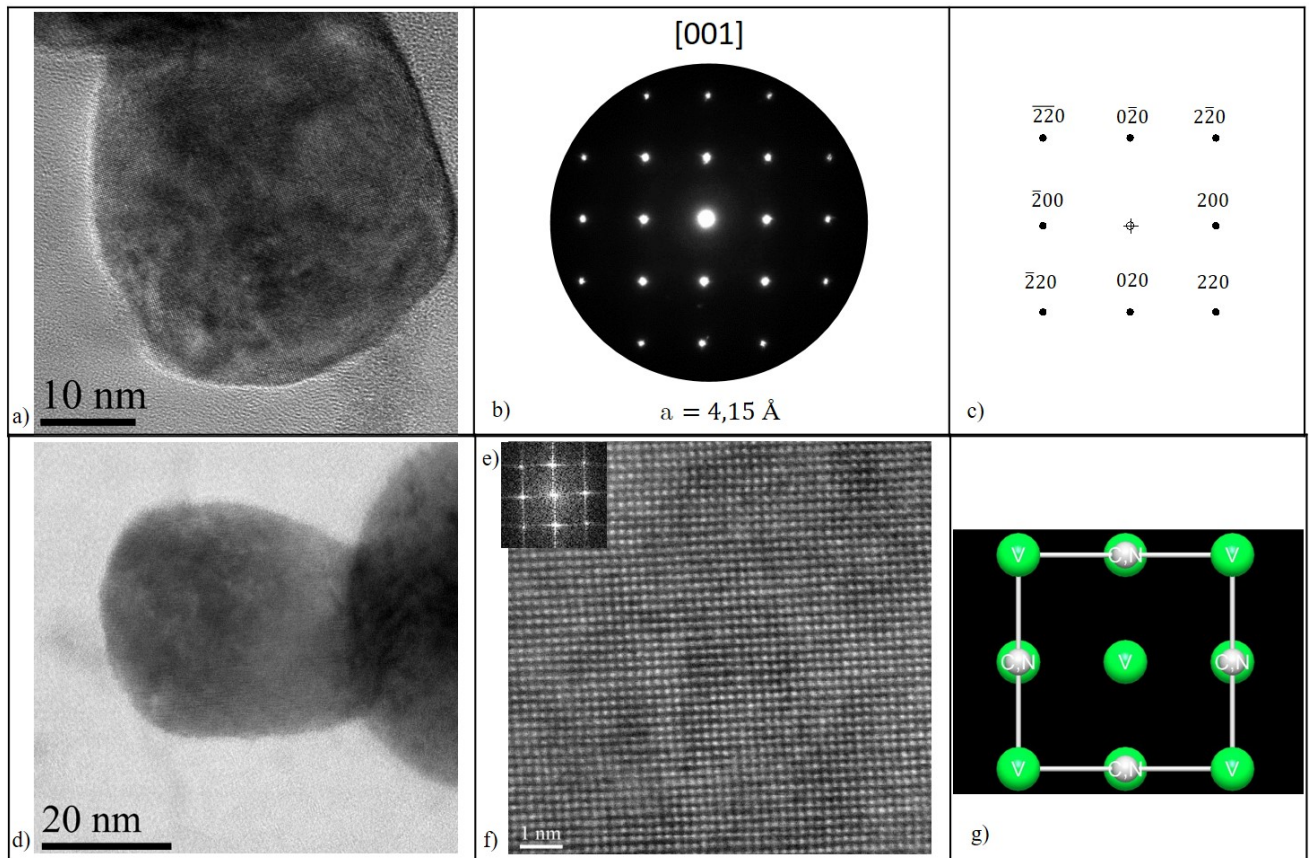 [001]
a)
10 nm
b)
a = 4,15 Å
c)
2̅2̅0 02̅0 22̅0
2̅00 200
2̅20 020 220
d)
20 nm
e)
f)
1 nm
g)
V C,N V
C,N V C,N
V C,N V